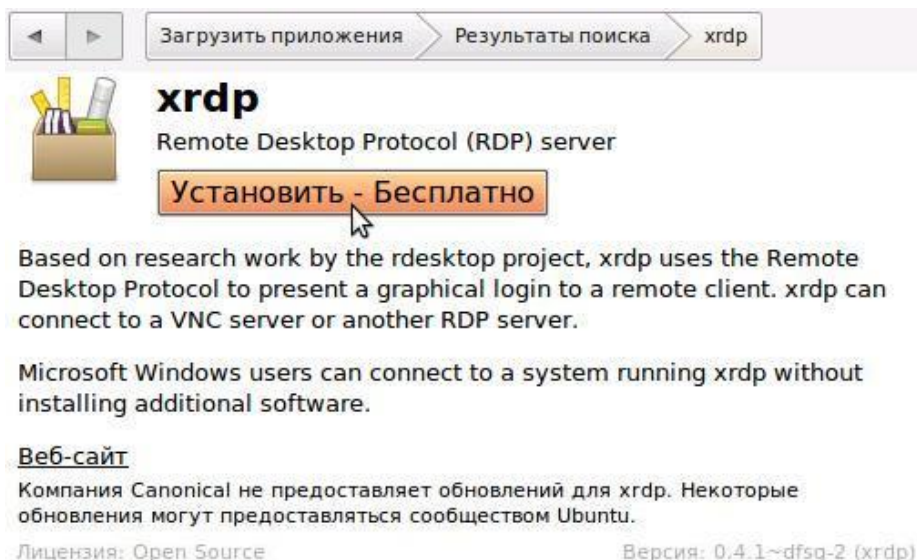 Загрузить приложения Результаты поиска xrdp
xrdp
Remote Desktop Protocol (RDP) server
Установить - Бесплатно
Based on research work by the rdesktop project, xrdp uses the Remote
Desktop Protocol to present a graphical login to a remote client. xrdp can
connect to a VNC server or another RDP server.
Microsoft Windows users can connect to a system running xrdp without
installing additional software.
Веб-сайт
Компания Canonical не предоставляет обновлений для xrdp. Некоторые
обновления могут предоставляться сообществом Ubuntu.
Лицензия: Open Source Версия: 0.4.1~dfsg-2 (xrdp)